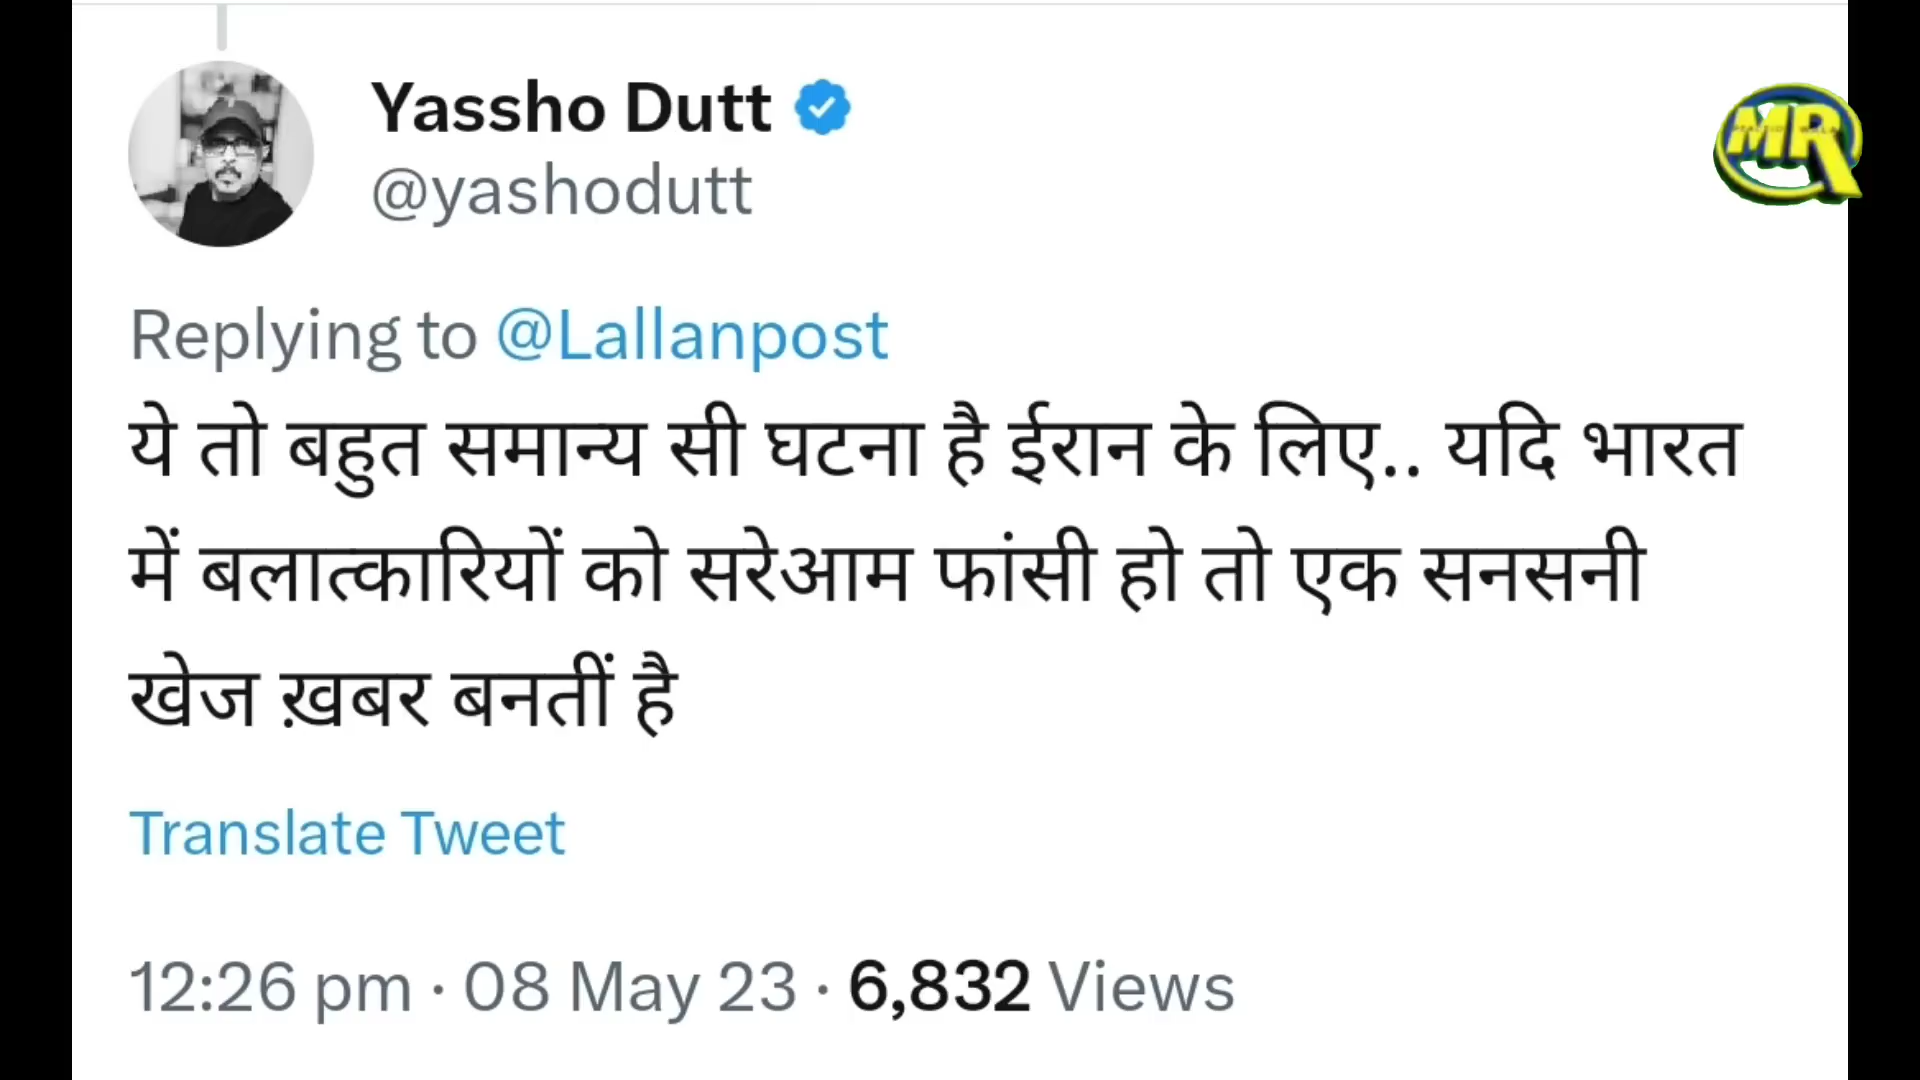 Yassho Dutt
@yashodutt
MR
Replying to @Lallanpost
ये तो बहुत समान्य सी घटना है ईरान के लिए.. यदि भारत
में बलात्कारियों को सरेआम फांसी हो तो एक सनसनी
खेज ख़बर बनतीं है
Translate Tweet
12:26 pm · 08 May 23 · 6,832 Views